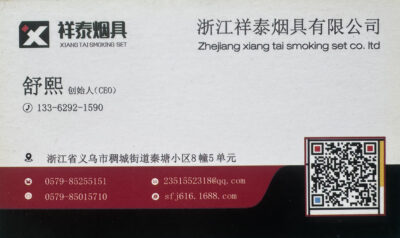 祥泰烟具
XIANG TAI SMOKING SET
浙江祥泰烟具有限公司
Zhejiang xiang tai smoking set co. ltd
舒熙 创始人(CEO)
133-6292-1590
浙江省义乌市稠城街道秦塘小区8幢5单元
0579-85255151
2351552318@qq.com
0579-85015710
sfj616.1688.com